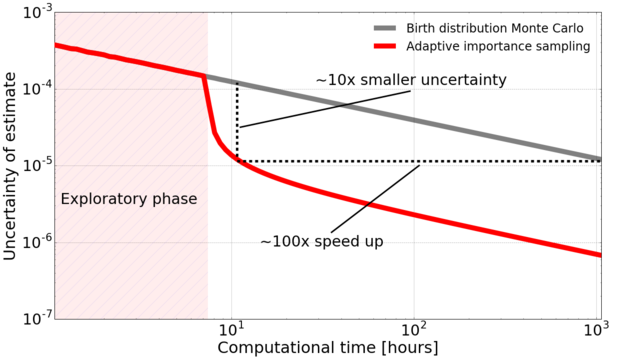 10⁻³
Birth distribution Monte Carlo
Adaptive importance sampling
~10x smaller uncertainty
10⁻⁴
Uncertainty of estimate
10⁻⁵
Exploratory phase
~100x speed up
10⁻⁶
10⁻⁷
10¹
10²
10³
Computational time [hours]